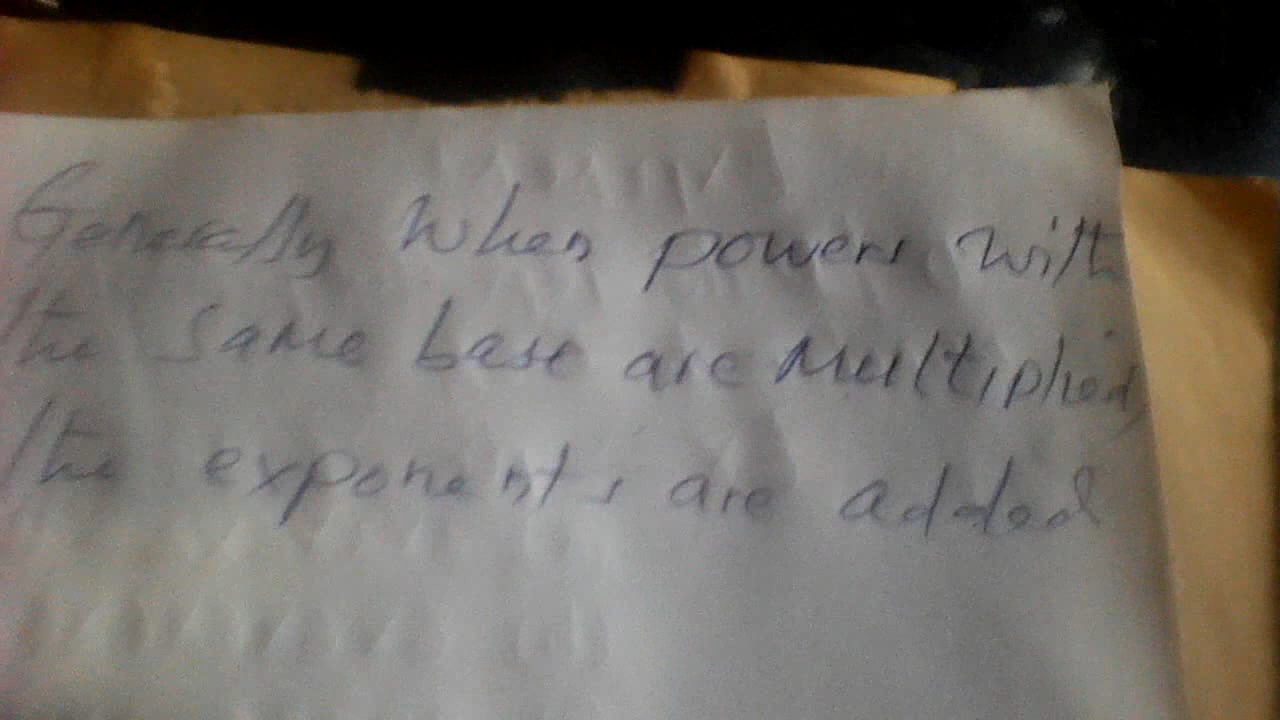 Generally when powers with
the same base are multiplied,
the exponents are added